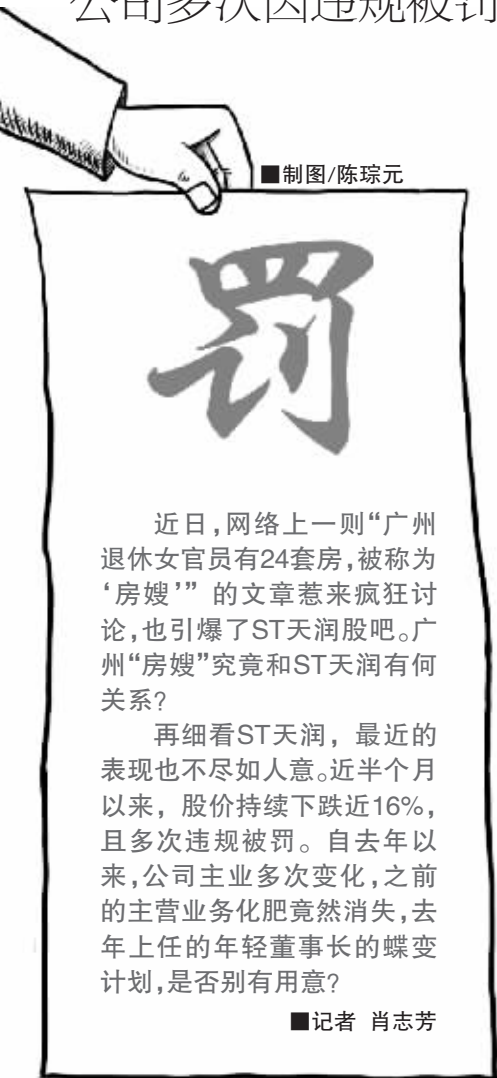 公司多次因违规被罚
■制图/陈琮元
罚
近日,网络上一则“广州
退休女官员有24套房,被称为
‘房嫂’”的文章惹来疯狂讨
论,也引爆了ST天润股吧。广
州“房嫂”究竟和ST天润有何
关系?
再细看ST天润,最近的
表现也不尽如人意。近半个月
以来,股价持续下跌近16%,
且多次违规被罚。自去年以
来,公司主业多次变化,之前
的主营业务化肥竟然消失,去
年上任的年轻董事长的蝶变
计划,是否别有用意?
■记者 肖志芳